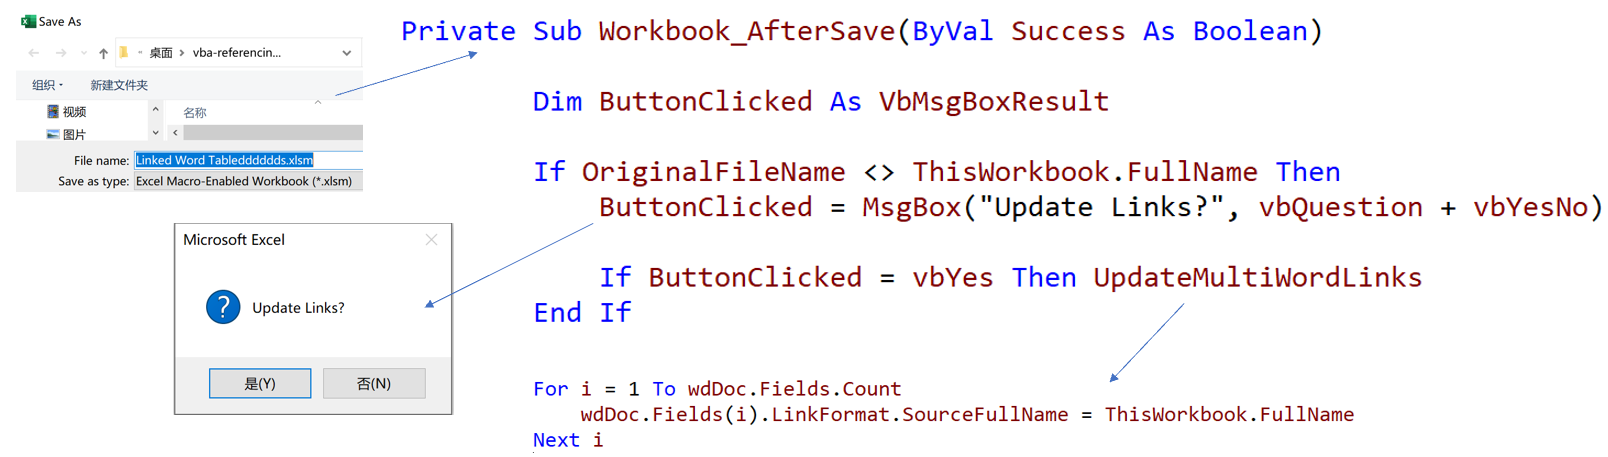 Save As
« 桌面 › vba-referencin...
组织
新建文件夹
视频
名称
图片
File name: Linked Word Tabledddddds.xlsm
Save as type: Excel Macro-Enabled Workbook (*.xlsm)
Microsoft Excel
Update Links?
是(Y)
否(N)
Private Sub Workbook_AfterSave(ByVal Success As Boolean)
Dim ButtonClicked As VbMsgBoxResult
If OriginalFileName <> ThisWorkbook.FullName Then
ButtonClicked = MsgBox("Update Links?", vbQuestion + vbYesNo)
If ButtonClicked = vbYes Then UpdateMultiWordLinks
End If
For i = 1 To wdDoc.Fields.Count
wdDoc.Fields(i).LinkFormat.SourceFullName = ThisWorkbook.FullName
Next i